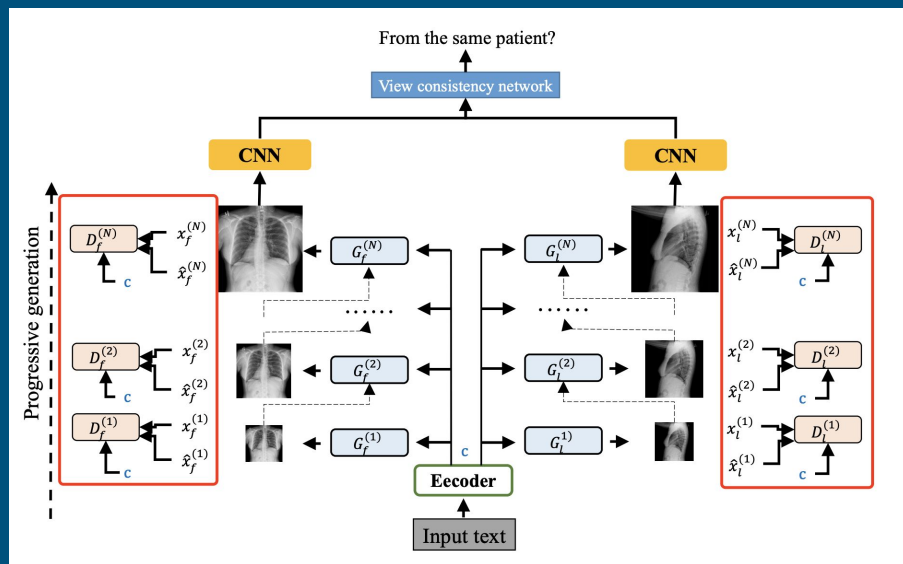 From the same patient?
View consistency network
CNN
CNN
Progressive generation
D_f^{(N)}
x_f^{(N)}
x̂_f^{(N)}
c
G_f^{(N)}
G_l^{(N)}
x_l^{(N)}
x̂_l^{(N)}
D_l^{(N)}
c
......
......
D_f^{(2)}
x_f^{(2)}
x̂_f^{(2)}
c
G_f^{(2)}
G_l^{(2)}
x_l^{(2)}
x̂_l^{(2)}
D_l^{(2)}
c
D_f^{(1)}
x_f^{(1)}
x̂_f^{(1)}
c
G_f^{(1)}
c
G_l^{1)}
x_l^{(1)}
x̂_l^{(1)}
D_l^{(1)}
c
Eecoder
Input text